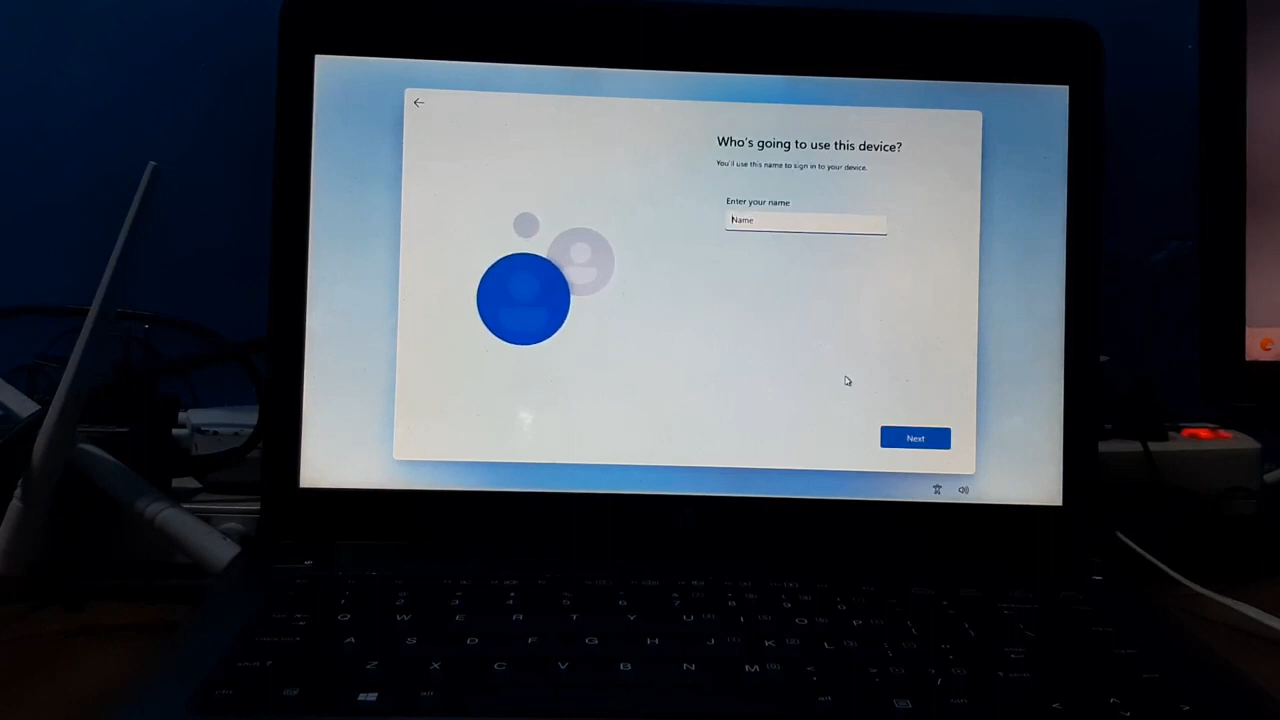 Who's going to use this device?
You'll use this name to sign in to your device.
Enter your name
Name
Next
Q W E R T Y U I O P
A S D F G H J K L
Z X C V B N M
alt